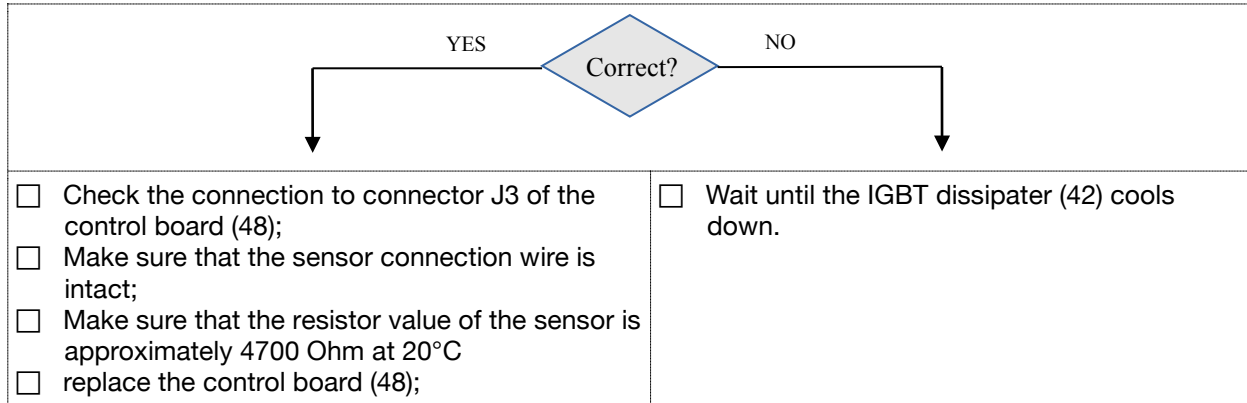 YES
Correct?
NO
☐ Check the connection to connector J3 of the
control board (48);
☐ Make sure that the sensor connection wire is
intact;
☐ Make sure that the resistor value of the sensor is
approximately 4700 Ohm at 20°C
☐ replace the control board (48);
☐ Wait until the IGBT dissipater (42) cools
down.